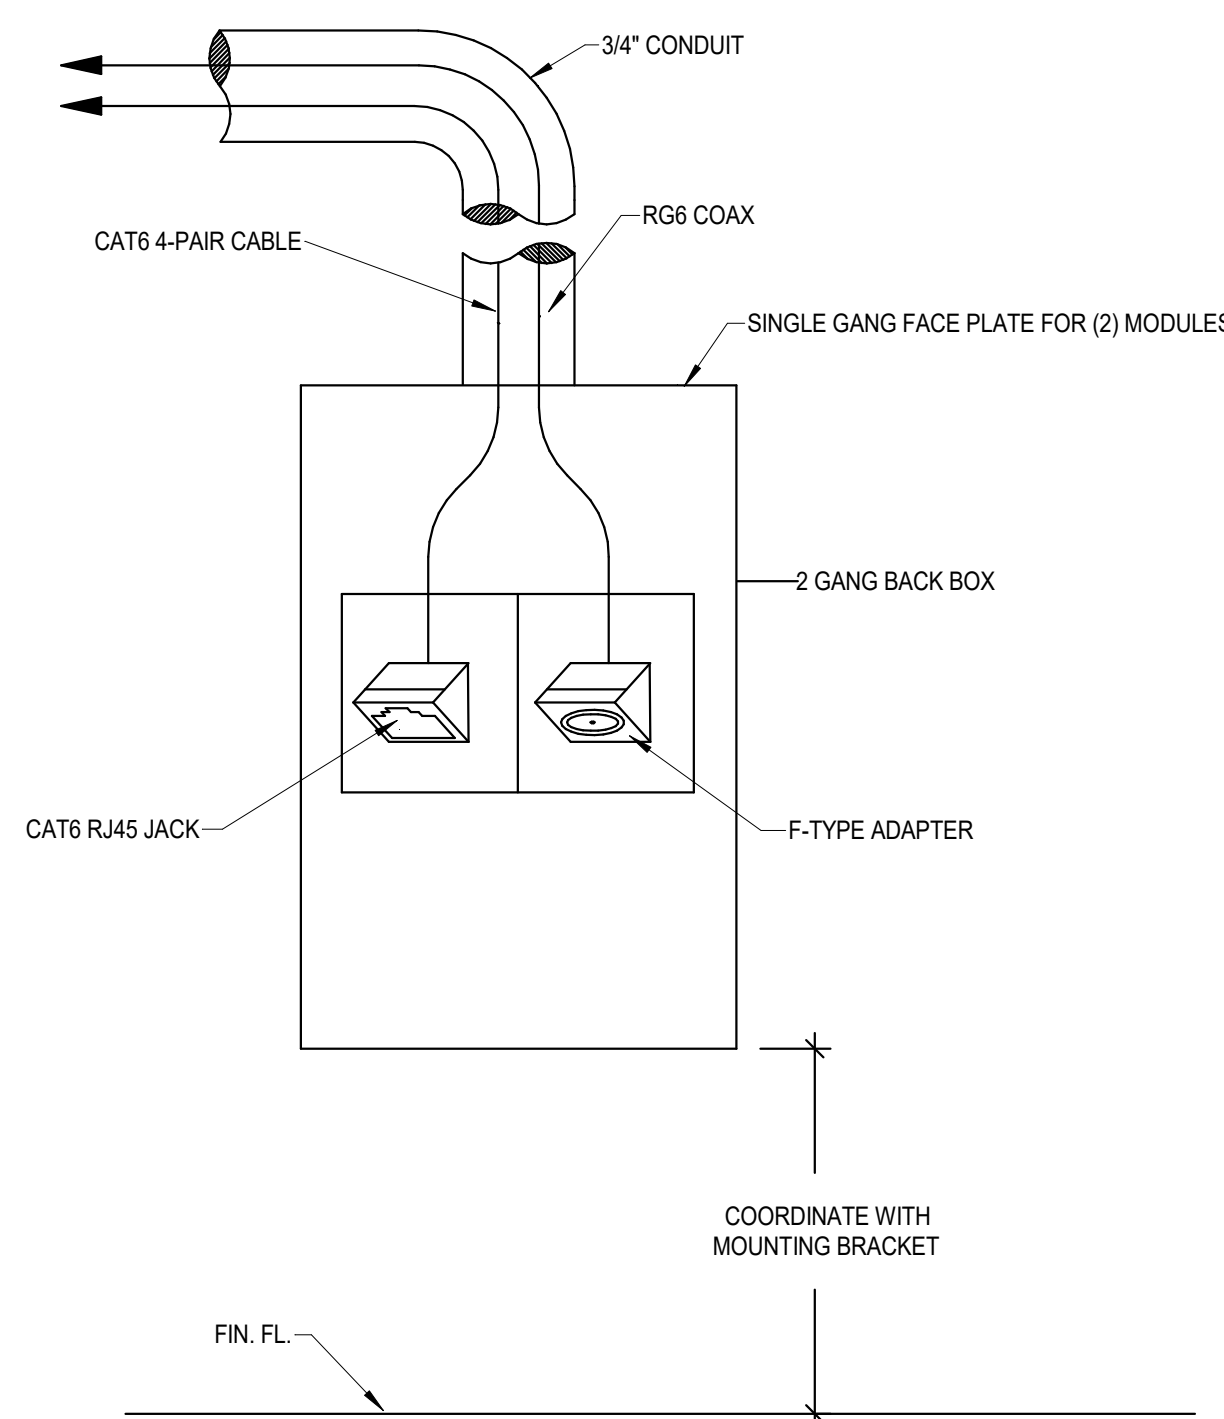 3/4" CONDUIT
RG6 COAX
CAT6 4-PAIR CABLE
SINGLE GANG FACE PLATE FOR (2) MODULES
2 GANG BACK BOX
CAT6 RJ45 JACK
F-TYPE ADAPTER
COORDINATE WITH
MOUNTING BRACKET
FIN. FL.